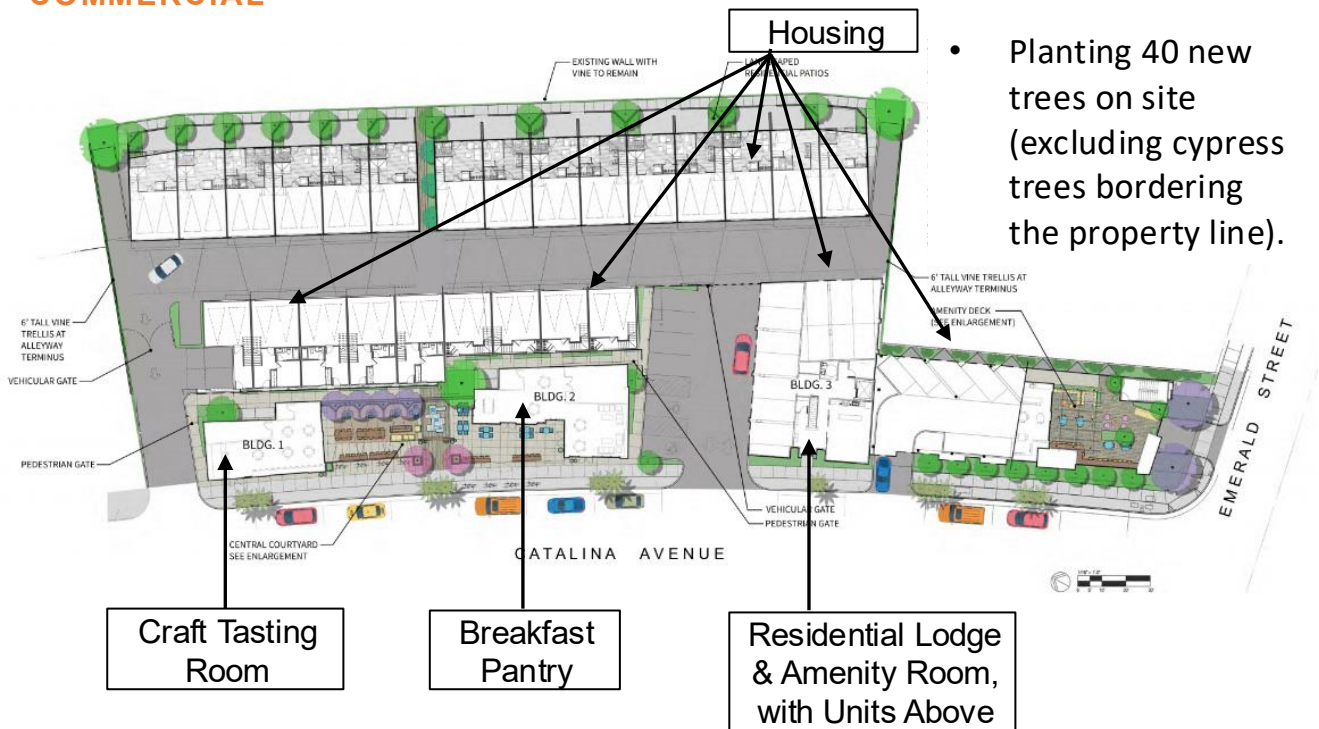 COMMERCIAL
Housing
• Planting 40 new
trees on site
(excluding cypress
trees bordering
the property line).
EXISTING WALL WITH
VINE TO REMAIN
LANDSCAPED
RESIDENTIAL PATIOS
6' TALL VINE TRELLIS AT
ALLEYWAY TERMINUS
AMENITY DECK
(SEE ENLARGEMENT)
6' TALL VINE
TRELLIS AT
ALLEYWAY
TERMINUS
VEHICULAR GATE
PEDESTRIAN GATE
BLDG. 1
BLDG. 2
BLDG. 3
EMERALD STREET
VEHICULAR GATE
PEDESTRIAN GATE
CENTRAL COURTYARD
SEE ENLARGEMENT
CATALINA AVENUE
Craft Tasting
Room
Breakfast
Pantry
Residential Lodge
& Amenity Room,
with Units Above